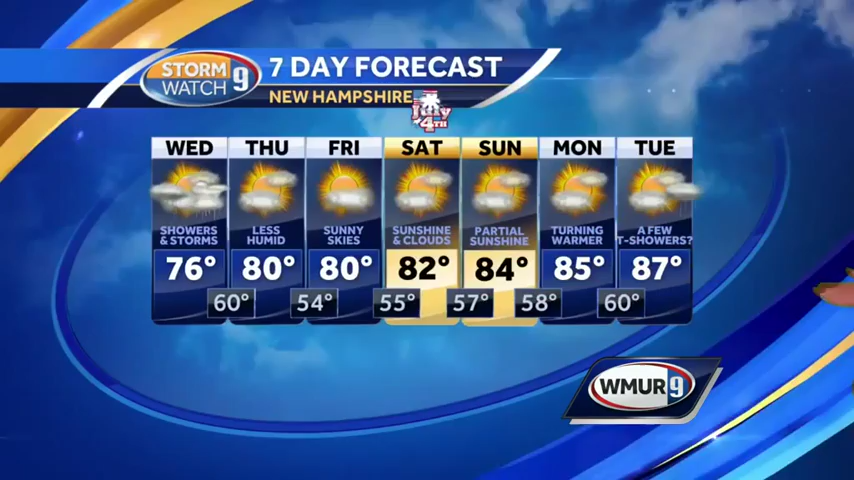 STORM WATCH 9
7 DAY FORECAST
NEW HAMPSHIRE
July 4TH
WED THU FRI SAT SUN MON TUE
SHOWERS & STORMS
LESS HUMID
SUNNY SKIES
SUNSHINE & CLOUDS
PARTIAL SUNSHINE
TURNING WARMER
A FEW T-SHOWERS?
76° 80° 80° 82° 84° 85° 87°
60° 54° 55° 57° 58° 60°
WMUR 9